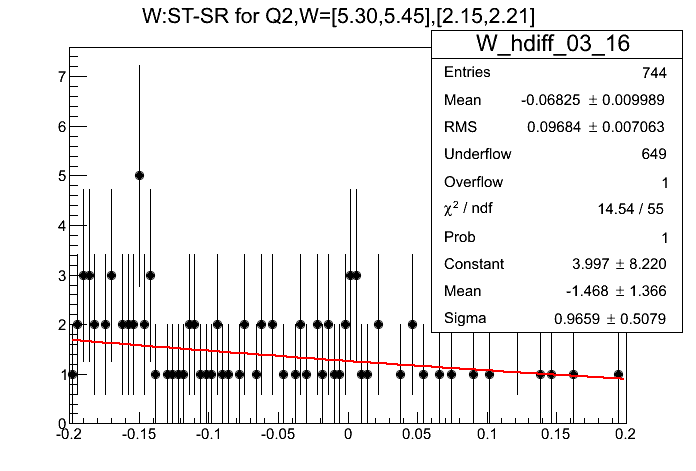 W:ST-SR for Q2,W=[5.30,5.45],[2.15,2.21]
W_hdiff_03_16
Entries 744
Mean -0.06825 ± 0.009989
RMS 0.09684 ± 0.007063
Underflow 649
Overflow 1
χ² / ndf 14.54 / 55
Prob 1
Constant 3.997 ± 8.220
Mean -1.468 ± 1.366
Sigma 0.9659 ± 0.5079
7
6
5
4
3
2
1
0
-0.2 -0.15 -0.1 -0.05 0 0.05 0.1 0.15 0.2